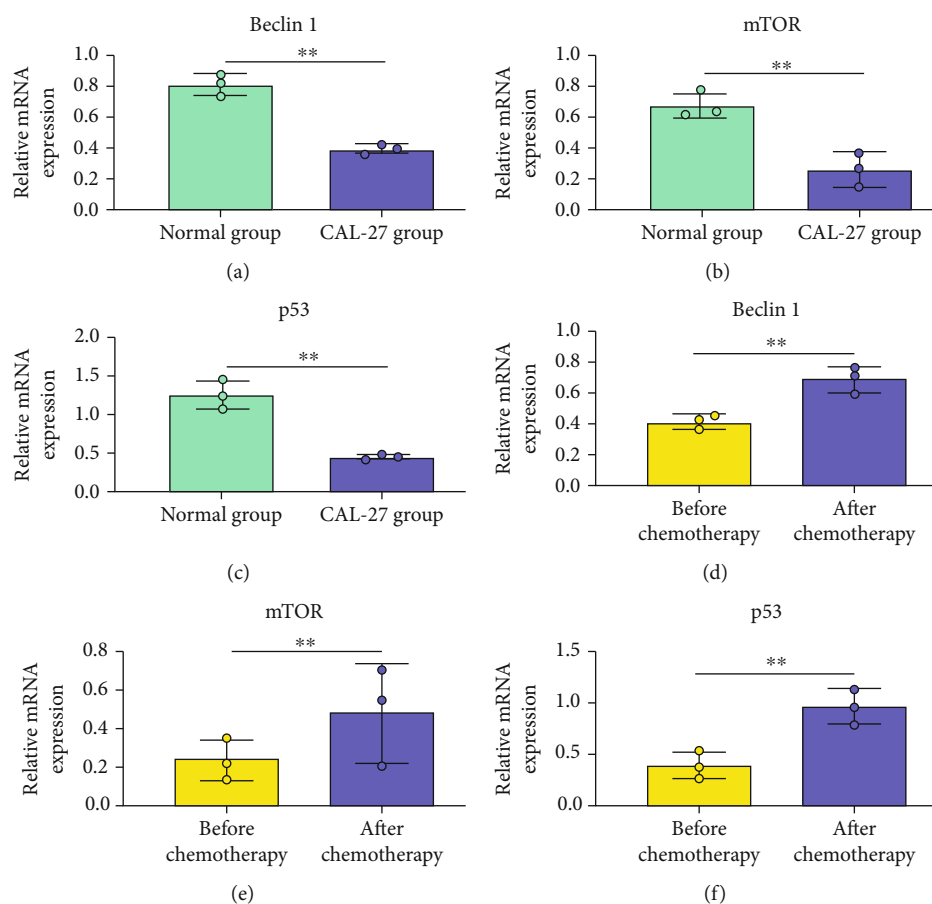 Beclin 1
**
Relative mRNA
expression
1.0
0.8
0.6
0.4
0.2
0.0
Normal group CAL-27 group
(a)
mTOR
**
Relative mRNA
expression
1.0
0.8
0.6
0.4
0.2
0.0
Normal group CAL-27 group
(b)
p53
**
Relative mRNA
expression
2.0
1.5
1.0
0.5
0.0
Normal group CAL-27 group
(c)
Beclin 1
**
Relative mRNA
expression
1.0
0.8
0.6
0.4
0.2
0.0
Before After
chemotherapy chemotherapy
(d)
mTOR
**
Relative mRNA
expression
0.8
0.6
0.4
0.2
0.0
Before After
chemotherapy chemotherapy
(e)
p53
**
Relative mRNA
expression
1.5
1.0
0.5
0.0
Before After
chemotherapy chemotherapy
(f)